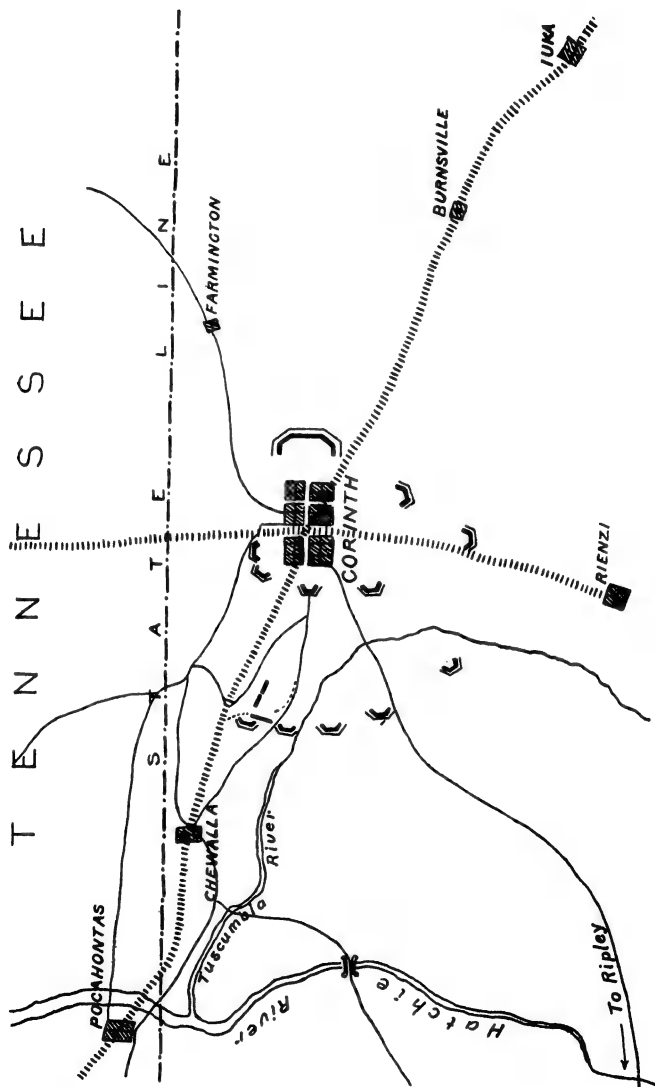 TENNESSEE
STATE LINE
POCAHONTAS
CHEWALLA
FARMINGTON
CORINTH
BURNSVILLE
IUKA
RIENZI
Tuscumbia River
Hatchie River
To Ripley